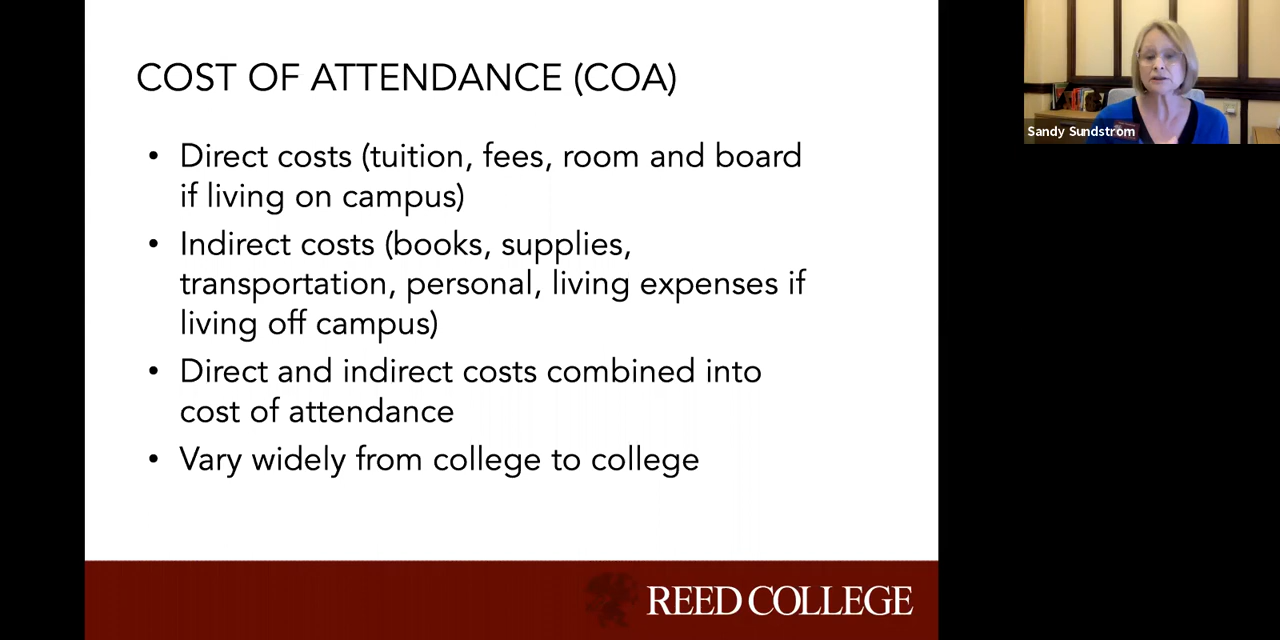 COST OF ATTENDANCE (COA)
• Direct costs (tuition, fees, room and board
if living on campus)
• Indirect costs (books, supplies,
transportation, personal, living expenses if
living off campus)
• Direct and indirect costs combined into
cost of attendance
• Vary widely from college to college
REED COLLEGE
Sandy Sundstrom